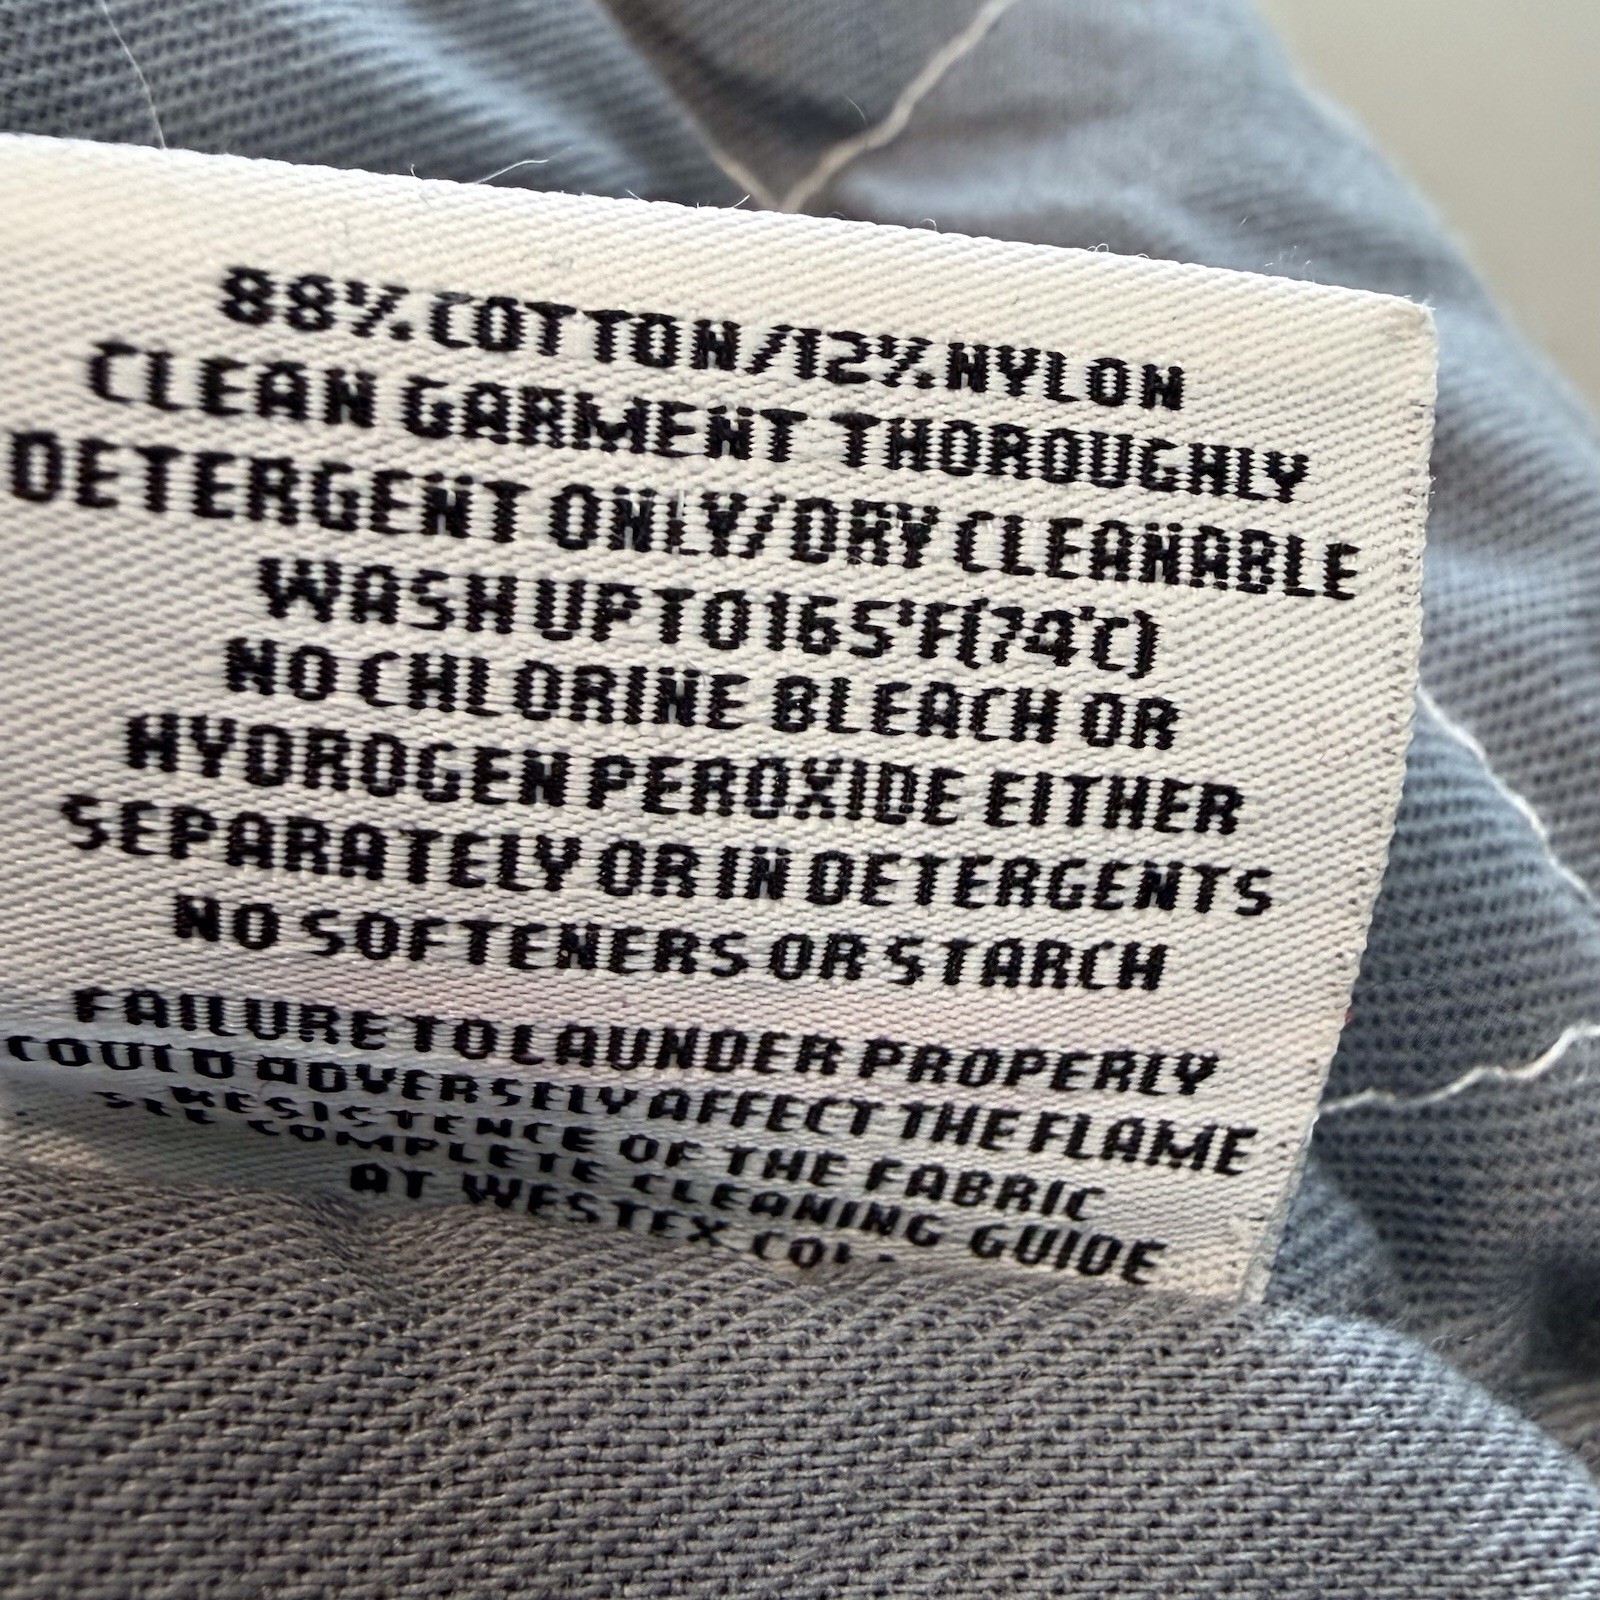 88% COTTON/12% NYLON
CLEAN GARMENT THOROUGHLY
DETERGENT ONLY/DRY CLEANABLE
WASH UP TO 165°F(74°C)
NO CHLORINE BLEACH OR
HYDROGEN PEROXIDE EITHER
SEPARATELY OR IN DETERGENTS
NO SOFTENERS OR STARCH
FAILURE TO LAUNDER PROPERLY
COULD ADVERSELY AFFECT THE FLAME
RESISTENCE OF THE FABRIC
SEE COMPLETE CLEANING GUIDE
AT WESTEX